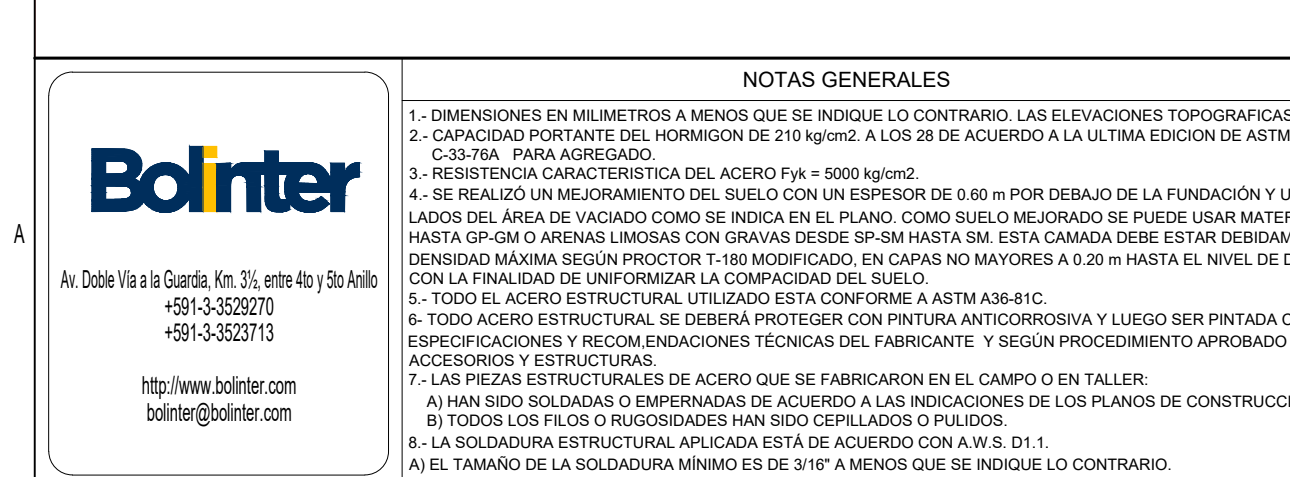 A
Bolinter
Av. Doble Vía a la Guardia, Km. 3½, entre 4to y 5to Anillo
+591-3-3529270
+591-3-3523713
http://www.bolinter.com
bolinter@bolinter.com
NOTAS GENERALES
1.- DIMENSIONES EN MILIMETROS A MENOS QUE SE INDIQUE LO CONTRARIO. LAS ELEVACIONES TOPOGRAFICAS
2.- CAPACIDAD PORTANTE DEL HORMIGON DE 210 kg/cm2. A LOS 28 DE ACUERDO A LA ULTIMA EDICION DE ASTM
C-33-76A PARA AGREGADO.
3.- RESISTENCIA CARACTERISTICA DEL ACERO Fyk = 5000 kg/cm2.
4.- SE REALIZÓ UN MEJORAMIENTO DEL SUELO CON UN ESPESOR DE 0.60 m POR DEBAJO DE LA FUNDACIÓN Y
LADOS DEL ÁREA DE VACIADO COMO SE INDICA EN EL PLANO. COMO SUELO MEJORADO SE PUEDE USAR
HASTA GP-GM O ARENAS LIMOSAS CON GRAVAS DESDE SP-SM HASTA SM. ESTA CAMADA DEBE ESTAR
DENSIDAD MÁXIMA SEGÚN PROCTOR T-180 MODIFICADO, EN CAPAS NO MAYORES A 0.20 m HASTA EL NIVEL DE
CON LA FINALIDAD DE UNIFORMIZAR LA COMPACIDAD DEL SUELO.
5.- TODO EL ACERO ESTRUCTURAL UTILIZADO ESTA CONFORME A ASTM A36-81C.
6- TODO ACERO ESTRUCTURAL SE DEBERÁ PROTEGER CON PINTURA ANTICORROSIVA Y LUEGO SER PINTADA
ESPECIFICACIONES Y RECOM,ENDACIONES TÉCNICAS DEL FABRICANTE Y SEGÚN PROCEDIMIENTO APROBADO
ACCESORIOS Y ESTRUCTURAS.
7.- LAS PIEZAS ESTRUCTURALES DE ACERO QUE SE FABRICARON EN EL CAMPO O EN TALLER:
A) HAN SIDO SOLDADAS O EMPERNADAS DE ACUERDO A LAS INDICACIONES DE LOS PLANOS DE
B) TODOS LOS FILOS O RUGOSIDADES HAN SIDO CEPILLADOS O PULIDOS.
8.- LA SOLDADURA ESTRUCTURAL APLICADA ESTÁ DE ACUERDO CON A.W.S. D1.1.
A) EL TAMAÑO DE LA SOLDADURA MÍNIMO ES DE 3/16" A MENOS QUE SE INDIQUE LO CONTRARIO.